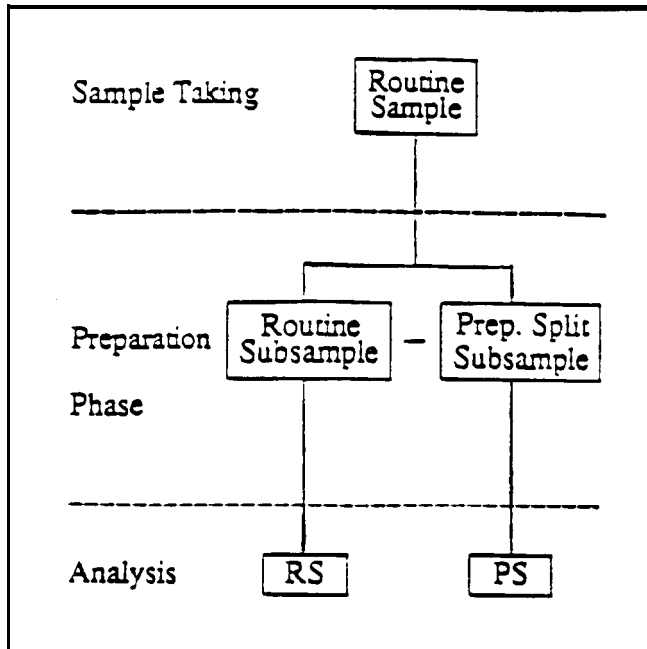 Sample Taking
Routine
Sample
Preparation
Phase
Routine
Subsample
–
Prep. Split
Subsample
Analysis
RS
PS